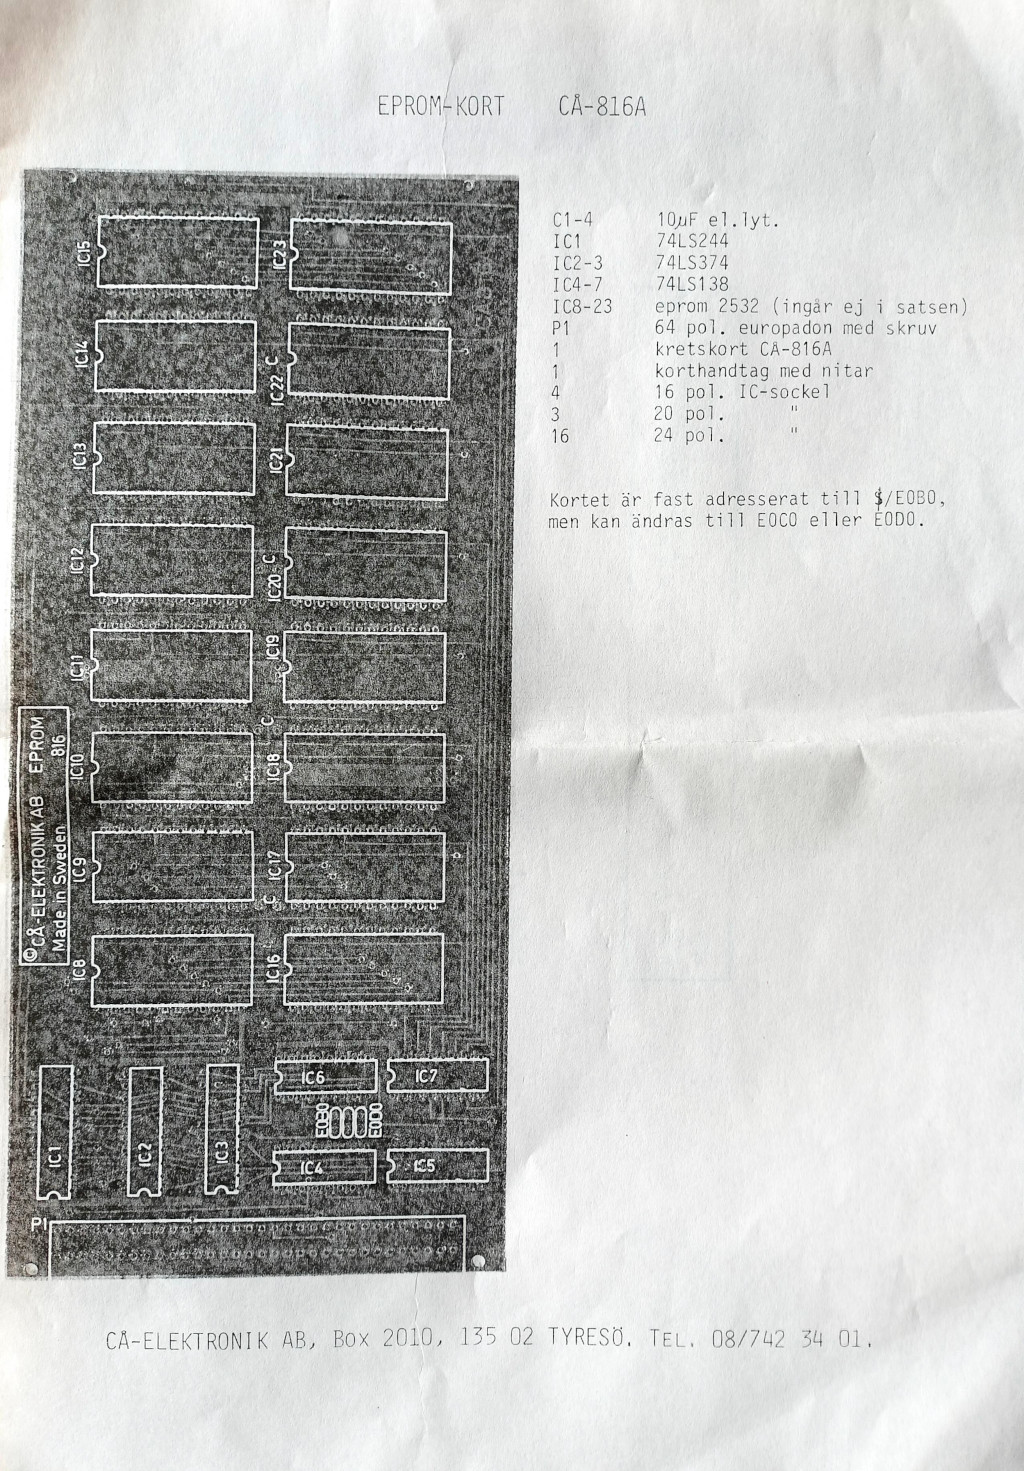 EPROM-KORT CÅ-816A
C1-4 10µF el.lyt.
IC1 74LS244
IC2-3 74LS374
IC4-7 74LS138
IC8-23 eprom 2532 (ingår ej i satsen)
P1 64 pol. europadon med skruv
1 kretskort CÅ-816A
1 korthandtag med nitar
4 16 pol. IC-sockel
3 20 pol. "
16 24 pol. "
Kortet är fast adresserat till $/E0B0,
men kan ändras till E0C0 eller E0D0.
IC15 IC23
IC14 IC22 C
IC13 IC21
IC12 IC20 C
IC11 IC19
C
IC10 IC18
IC9 IC17
C
IC8 IC16
©CÅ-ELEKTRONIK AB EPROM
Made in Sweden 816
IC6 IC7
E0B0 E0D0
IC1 IC2 IC3 IC4 IC5
P1
CÅ-ELEKTRONIK AB, Box 2010, 135 02 TYRESÖ. TEL. 08/742 34 01.